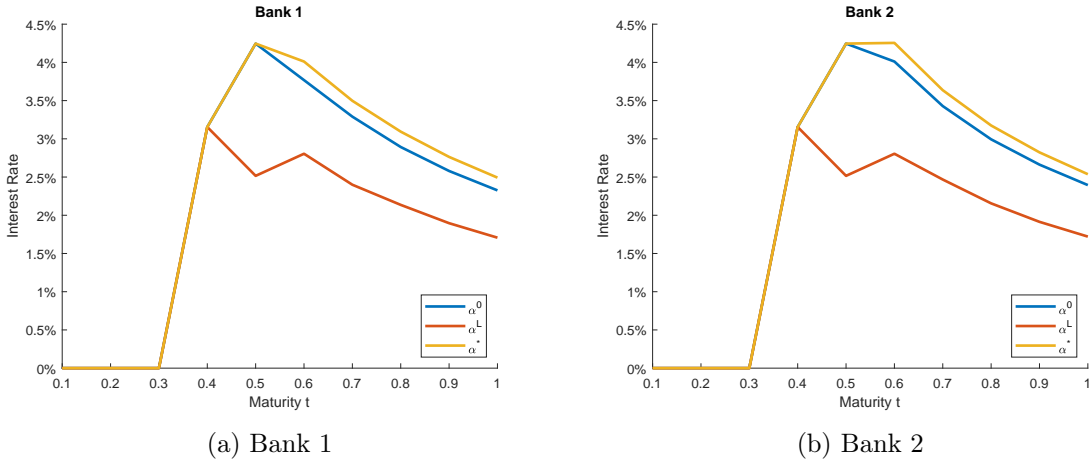 Bank 1
4.5%
4%
3.5%
3%
2.5%
2%
1.5%
1%
0.5%
0%
Interest Rate
0.1 0.2 0.3 0.4 0.5 0.6 0.7 0.8 0.9 1
Maturity t
α⁰
αᴸ
α*
(a) Bank 1
Bank 2
4.5%
4%
3.5%
3%
2.5%
2%
1.5%
1%
0.5%
0%
Interest Rate
0.1 0.2 0.3 0.4 0.5 0.6 0.7 0.8 0.9 1
Maturity t
α⁰
αᴸ
α*
(b) Bank 2